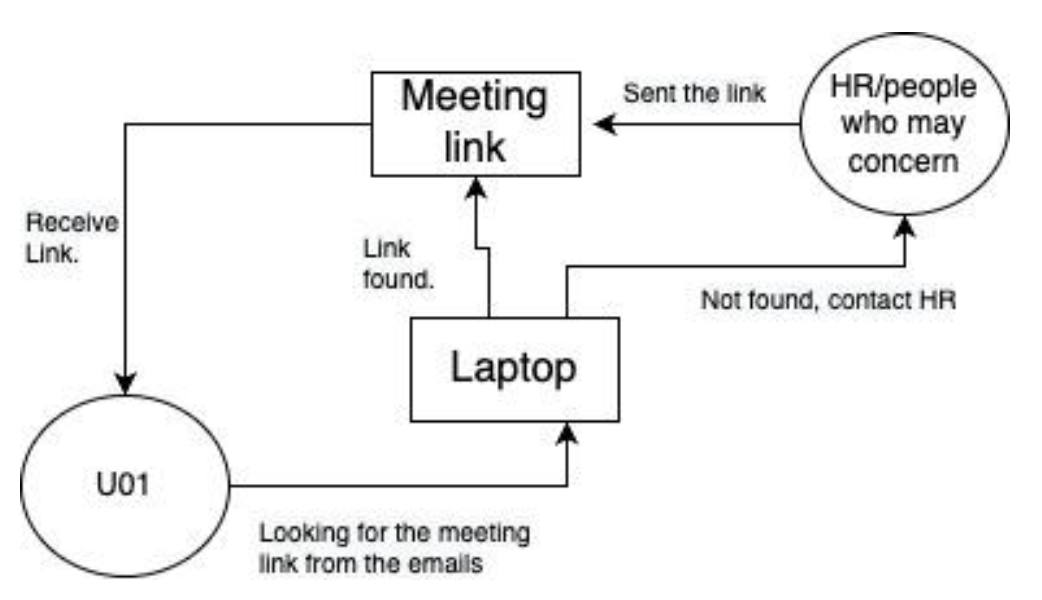 Meeting
link
Sent the link
HR/people
who may
concern
Receive
Link.
Link
found.
Not found, contact HR
Laptop
U01
Looking for the meeting
link from the emails